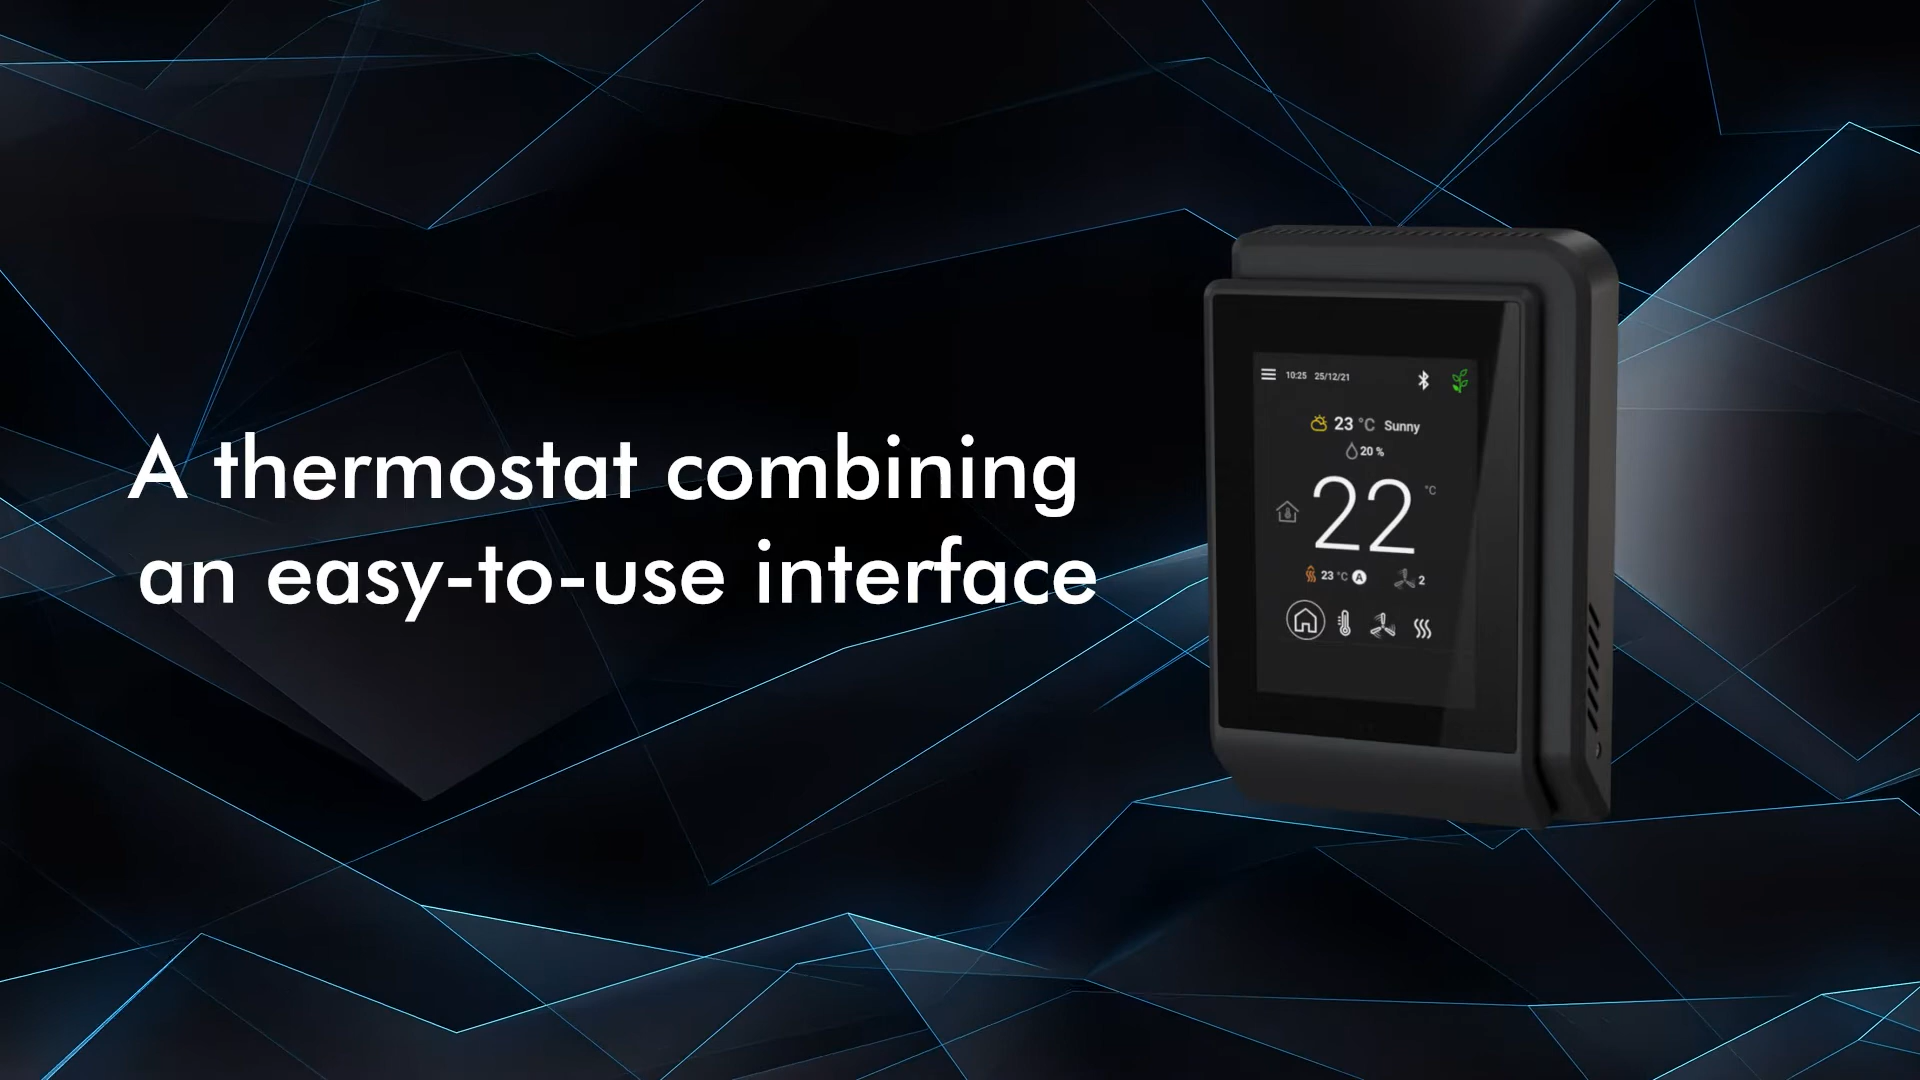 A thermostat combining
an easy-to-use interface
10:25 25/12/21
23 °C Sunny
20 %
22 °C
23 °C A 2